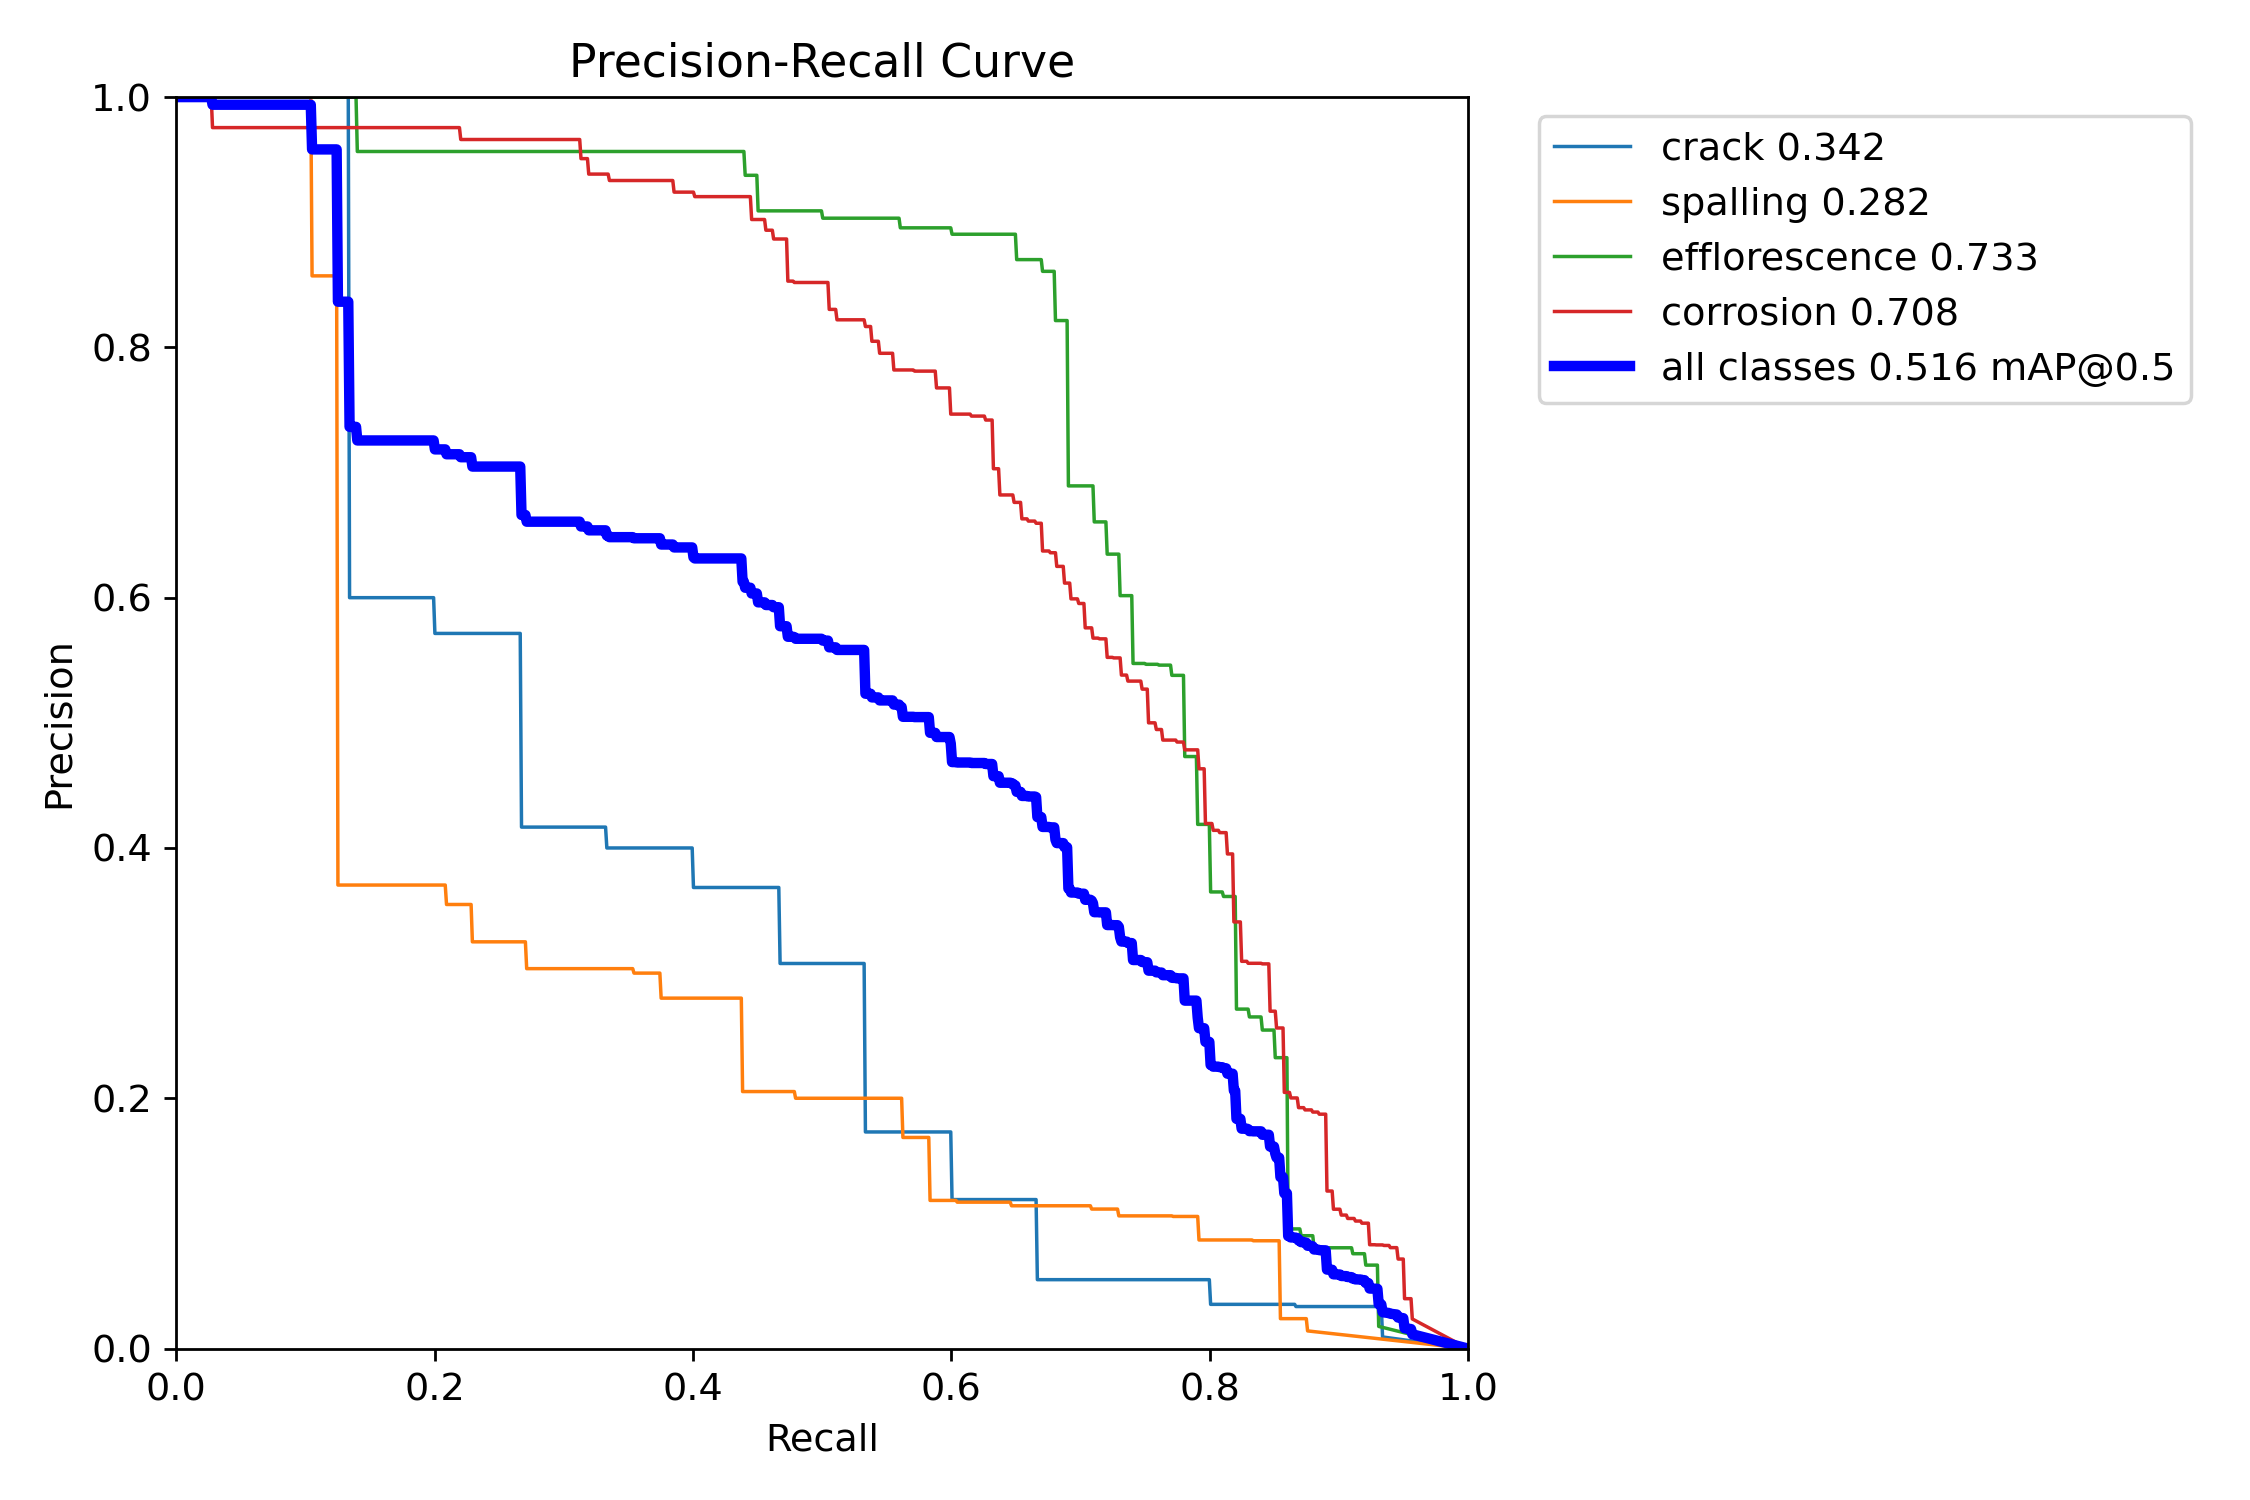 Precision-Recall Curve
1.0
0.8
0.6
0.4
0.2
0.0
Precision
0.0 0.2 0.4 0.6 0.8 1.0
Recall
crack 0.342
spalling 0.282
efflorescence 0.733
corrosion 0.708
all classes 0.516 mAP@0.5